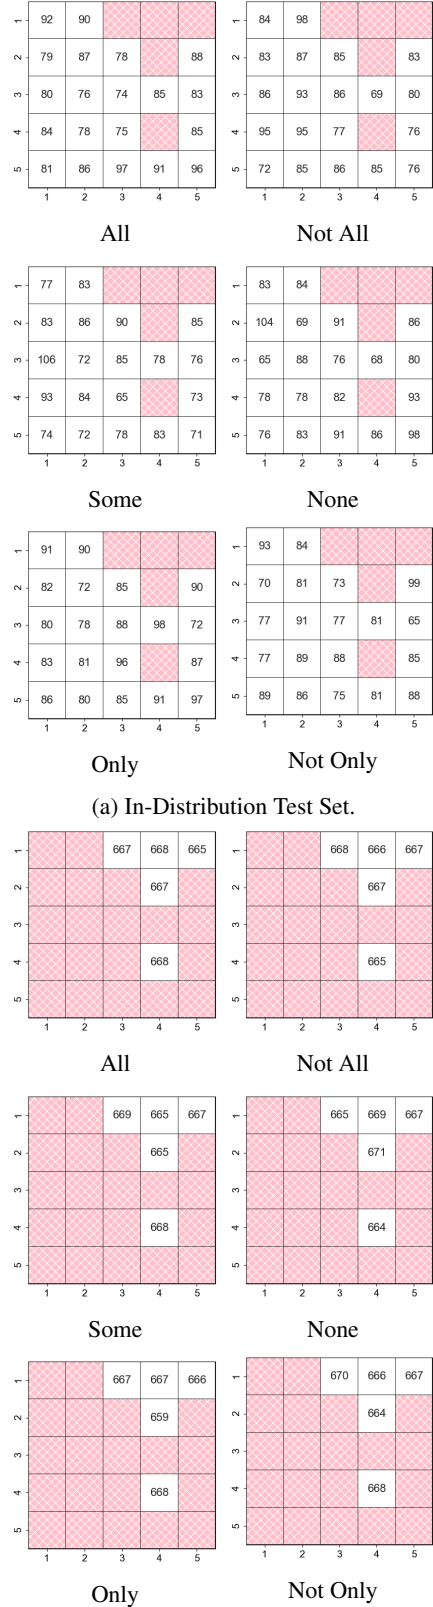 1 92 90 1 84 98
2 79 87 78 88 2 83 87 85 83
3 80 76 74 85 83 3 86 93 86 69 80
4 84 78 75 85 4 95 95 77 76
5 81 86 97 91 96 5 72 85 86 85 76
1 2 3 4 5 1 2 3 4 5
All Not All
1 77 83 1 83 84
2 83 86 90 85 2 104 69 91 86
3 106 72 85 78 76 3 65 88 76 68 80
4 93 84 65 73 4 78 78 82 93
5 74 72 78 83 71 5 76 83 91 86 98
1 2 3 4 5 1 2 3 4 5
Some None
1 91 90 1 93 84
2 82 72 85 90 2 70 81 73 99
3 80 78 88 98 72 3 77 91 77 81 65
4 83 81 96 87 4 77 89 88 85
5 86 80 85 91 97 5 89 86 75 81 88
1 2 3 4 5 1 2 3 4 5
Only Not Only
(a) In-Distribution Test Set.
1 667 668 665 1 668 666 667
2 667 2 667
3 3
4 668 4 665
5 5
1 2 3 4 5 1 2 3 4 5
All Not All
1 669 665 667 1 665 669 667
2 665 2 671
3 3
4 668 4 664
5 5
1 2 3 4 5 1 2 3 4 5
Some None
1 667 667 666 1 670 666 667
2 659 2 664
3 3
4 668 4 668
5 5
1 2 3 4 5 1 2 3 4 5
Only Not Only